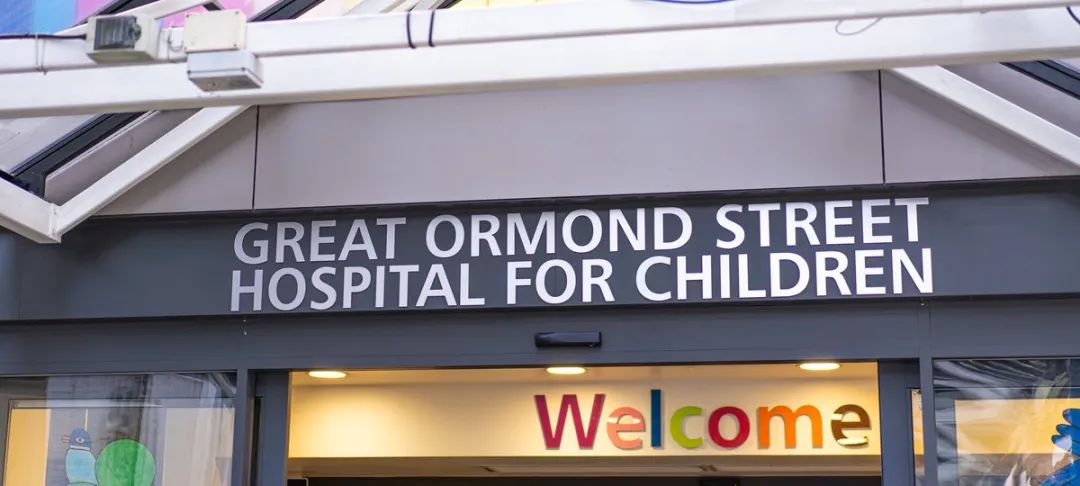 GREAT ORMOND STREET
HOSPITAL FOR CHILDREN
Welcome